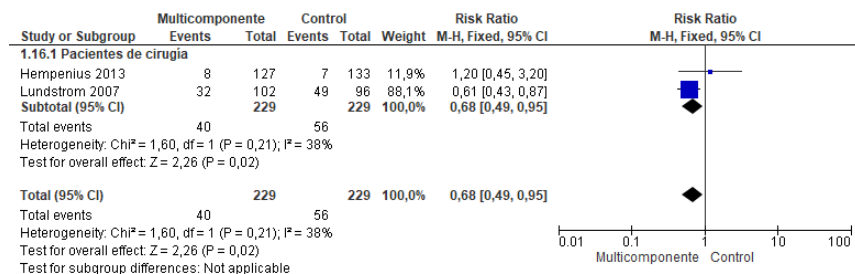 Multicomponente Control Risk Ratio Risk Ratio
Study or Subgroup Events Total Events Total Weight M-H, Fixed, 95% CI M-H, Fixed, 95% CI
1.16.1 Pacientes de cirugía
Hempenius 2013 8 127 7 133 11,9% 1,20 [0,45, 3,20]
Lundstrom 2007 32 102 49 96 88,1% 0,61 [0,43, 0,87]
Subtotal (95% CI) 229 229 100,0% 0,68 [0,49, 0,95]
Total events 40 56
Heterogeneity: Chi² = 1,60, df = 1 (P = 0,21); I² = 38%
Test for overall effect: Z = 2,26 (P = 0,02)
Total (95% CI) 229 229 100,0% 0,68 [0,49, 0,95]
Total events 40 56
Heterogeneity: Chi² = 1,60, df = 1 (P = 0,21); I² = 38%
0.01 0.1 1 10 100
Test for overall effect: Z = 2,26 (P = 0,02)
Multicomponente Control
Test for subgroup differences: Not applicable